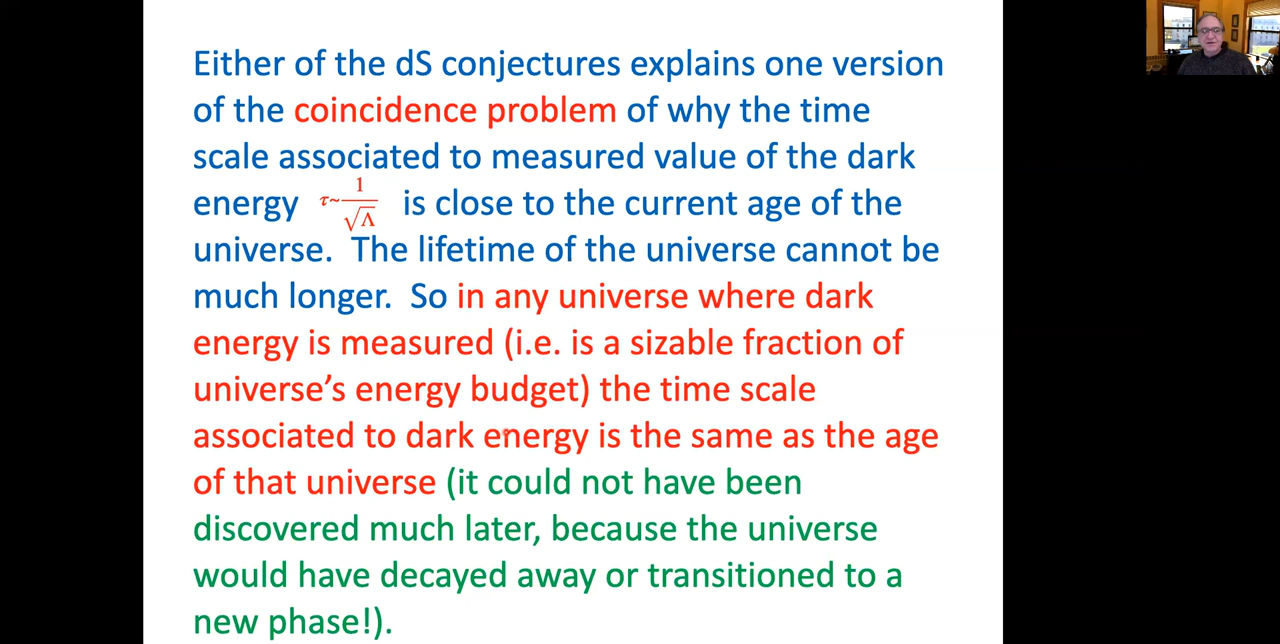 Either of the dS conjectures explains one version
of the coincidence problem of why the time
scale associated to measured value of the dark
energy τ~ 1/√Λ is close to the current age of the
universe. The lifetime of the universe cannot be
much longer. So in any universe where dark
energy is measured (i.e. is a sizable fraction of
universe's energy budget) the time scale
associated to dark energy is the same as the age
of that universe (it could not have been
discovered much later, because the universe
would have decayed away or transitioned to a
new phase!).